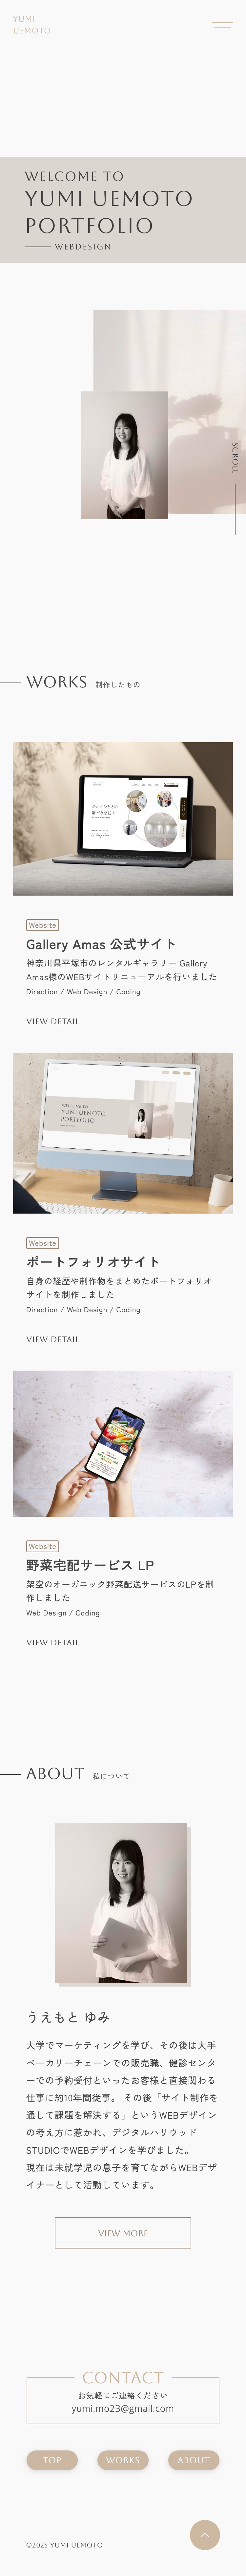 YUMI
UEMOTO
WELCOME TO
YUMI UEMOTO
PORTFOLIO
WEBDESIGN
SCROLL
WORKS 制作したもの
Website
Gallery Amas 公式サイト
神奈川県平塚市のレンタルギャラリー Gallery
Amas様のWEBサイトリニューアルを行いました
Direction / Web Design / Coding
VIEW DETAIL
WELCOME TO
YUMI UEMOTO
PORTFOLIO
Website
ポートフォリオサイト
自身の経歴や制作物をまとめたポートフォリオ
サイトを制作しました
Direction / Web Design / Coding
VIEW DETAIL
Website
野菜宅配サービス LP
架空のオーガニック野菜配送サービスのLPを制
作しました
Web Design / Coding
VIEW DETAIL
ABOUT 私について
うえもと ゆみ
大学でマーケティングを学び、その後は大手
ベーカリーチェーンでの販売職、健診センタ
ーでの予約受付といったお客様と直接関わる
仕事に約10年間従事。 その後「サイト制作を
通して課題を解決する」というWEBデザイン
の考え方に惹かれ、デジタルハリウッド
STUDIOでWEBデザインを学びました。
現在は未就学児の息子を育てながらWEBデザ
イナーとして活動しています。
VIEW MORE
CONTACT
お気軽にご連絡ください
yumi.mo23@gmail.com
TOP WORKS ABOUT
©2025 YUMI UEMOTO